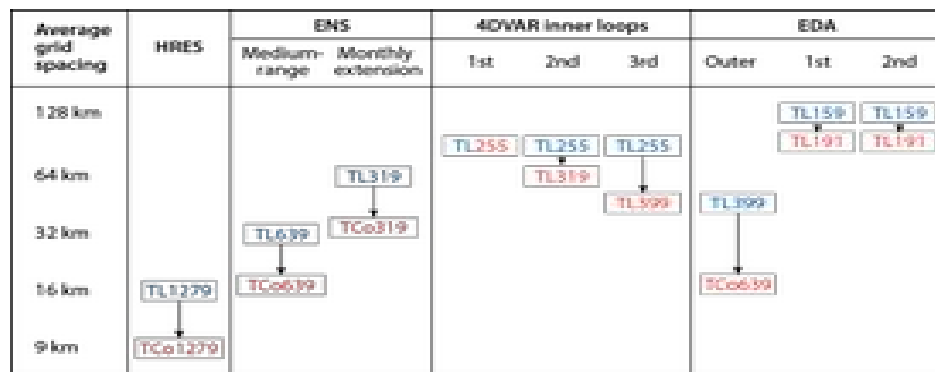 Average grid spacing
HRES
ENS
4DVAR inner loops
EDA
Medium-range
Monthly extension
1st
2nd
3rd
Outer
1st
2nd
128 km
TL159
TL159
TL191
TL191
TL255
TL255
TL255
64 km
TL319
TL319
TL399
TL399
TCo319
32 km
TL639
TCo639
TCo639
16 km
TL1279
9 km
TCo1279